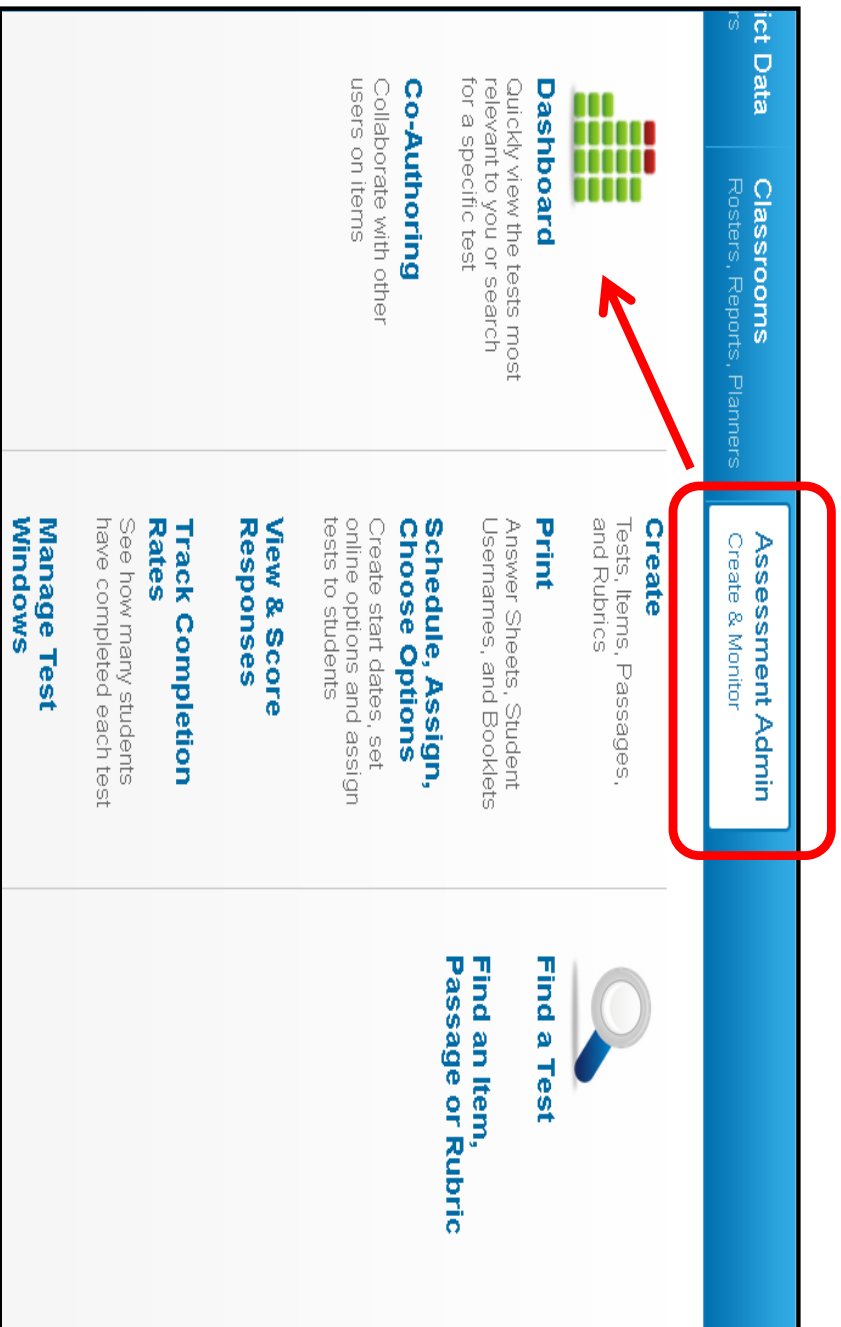 ict Data
rs
Classrooms
Rosters, Reports, Planners
Assessment Admin
Create & Monitor
Dashboard
Quickly view the tests most
relevant to you or search
for a specific test
Co-Authoring
Collaborate with other
users on items
Create
Tests, Items, Passages,
and Rubrics
Print
Answer Sheets, Student
Usernames, and Booklets
Schedule, Assign,
Choose Options
Create start dates, set
online options and assign
tests to students
View & Score
Responses
Track Completion
Rates
See how many students
have completed each test
Manage Test
Windows
Find a Test
Find an Item,
Passage or Rubric